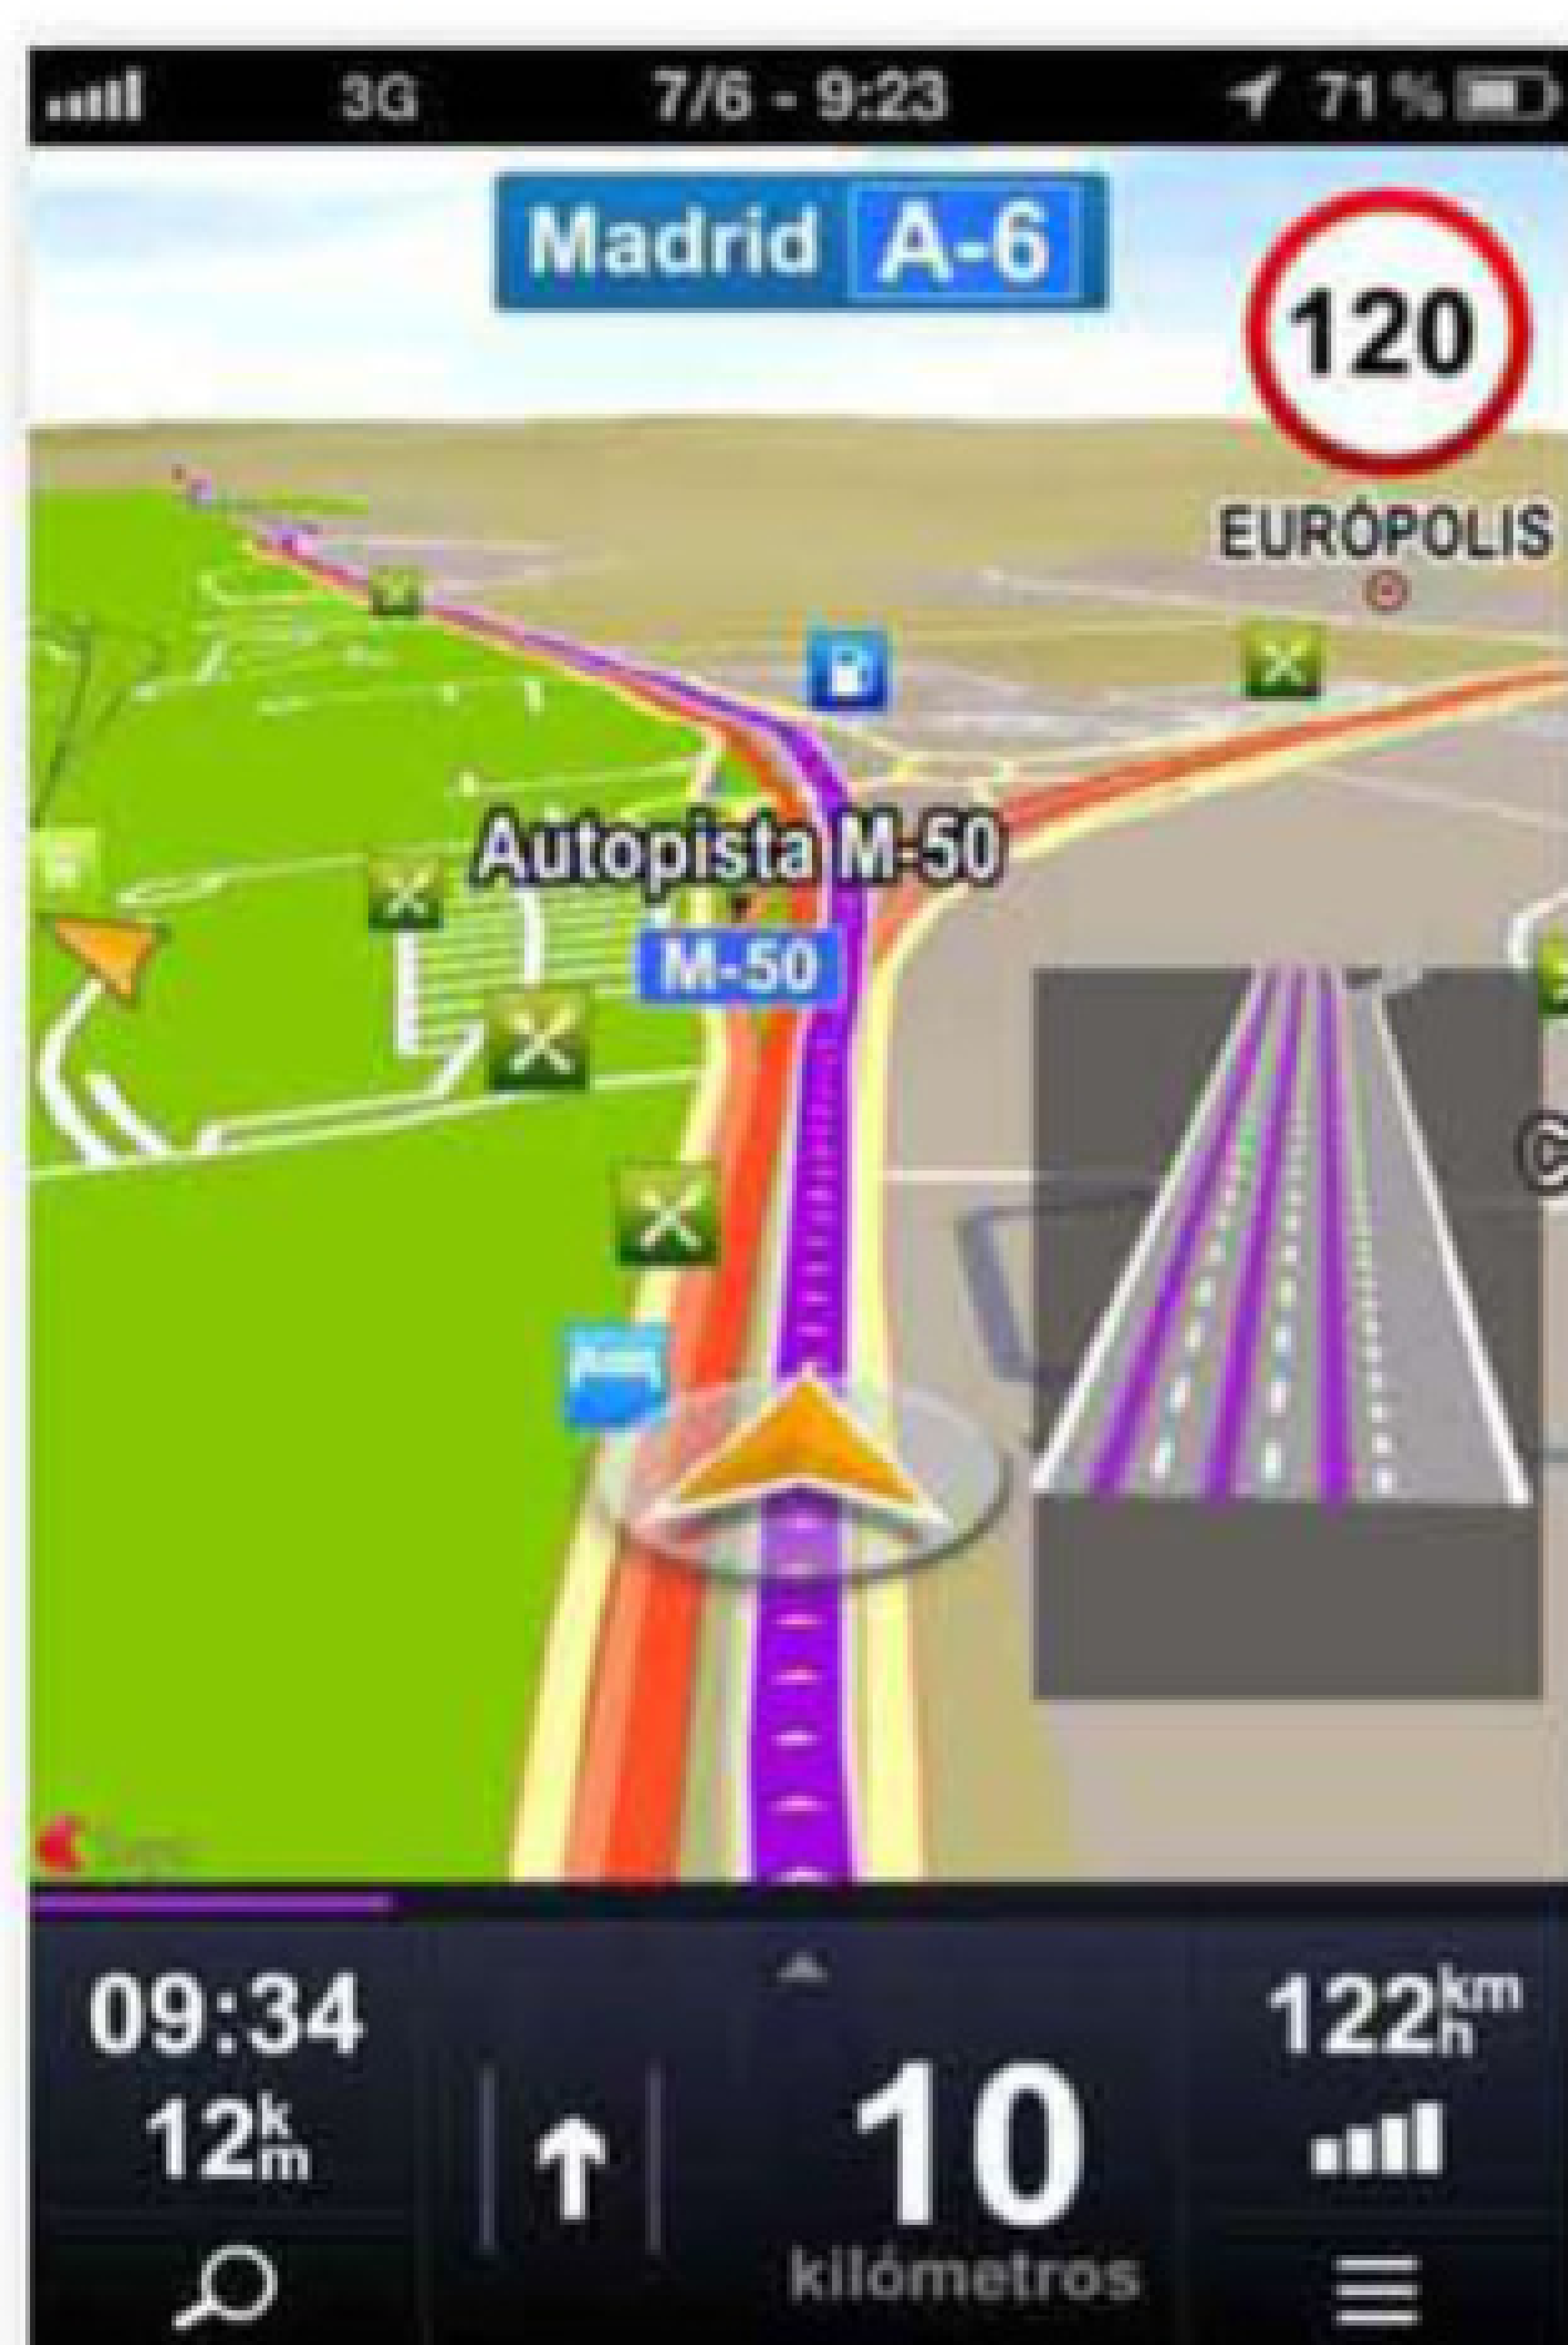 3G 7/6 - 9:23 71%
Madrid A-6
120
EURÓPOLIS
Autopista M-50
M-50
09:34
122 km h
12 km
10
kilómetros